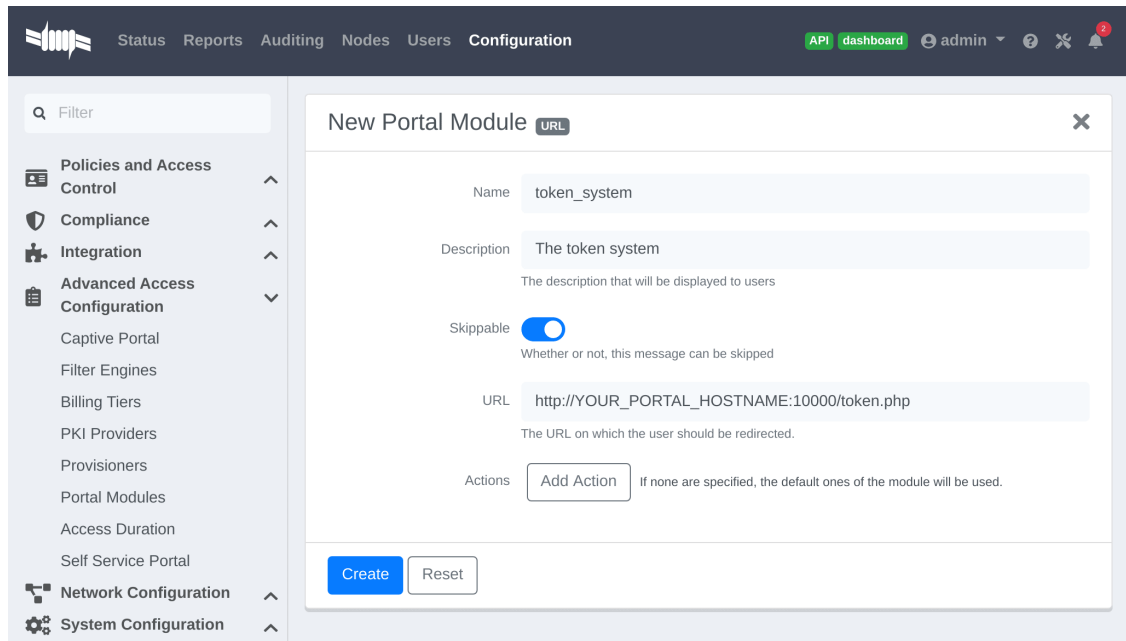 Status Reports Auditing Nodes Users Configuration API dashboard admin 2
Filter
Policies and Access
Control
Compliance
Integration
Advanced Access
Configuration
Captive Portal
Filter Engines
Billing Tiers
PKI Providers
Provisioners
Portal Modules
Access Duration
Self Service Portal
Network Configuration
System Configuration
New Portal Module URL
Name token_system
Description The token system
The description that will be displayed to users
Skippable
Whether or not, this message can be skipped
URL http://YOUR_PORTAL_HOSTNAME:10000/token.php
The URL on which the user should be redirected.
Actions Add Action If none are specified, the default ones of the module will be used.
Create Reset